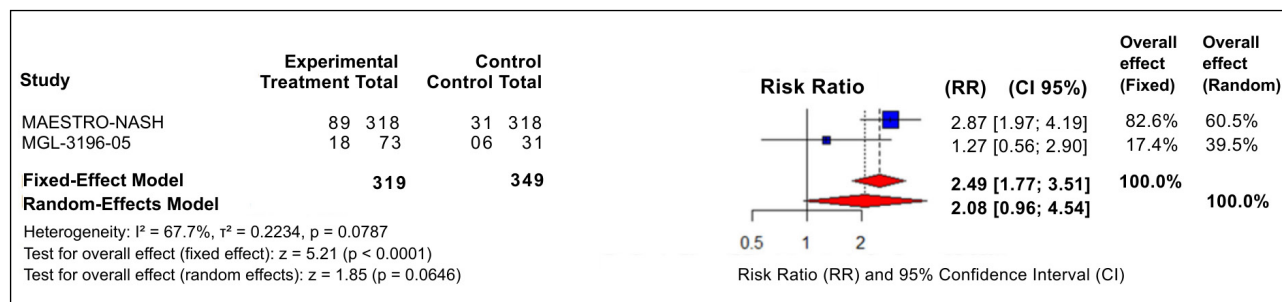 Study Experimental Treatment Total Control Control Total Risk Ratio (RR) (CI 95%) Overall effect (Fixed) Overall effect (Random)
MAESTRO-NASH 89 318 31 318 2.87 [1.97; 4.19] 82.6% 60.5%
MGL-3196-05 18 73 06 31 1.27 [0.56; 2.90] 17.4% 39.5%
Fixed-Effect Model 319 349 2.49 [1.77; 3.51] 100.0%
Random-Effects Model 2.08 [0.96; 4.54] 100.0%
Heterogeneity: I² = 67.7%, τ² = 0.2234, p = 0.0787
Test for overall effect (fixed effect): z = 5.21 (p < 0.0001)
Test for overall effect (random effects): z = 1.85 (p = 0.0646)
0.5 1 2
Risk Ratio (RR) and 95% Confidence Interval (CI)